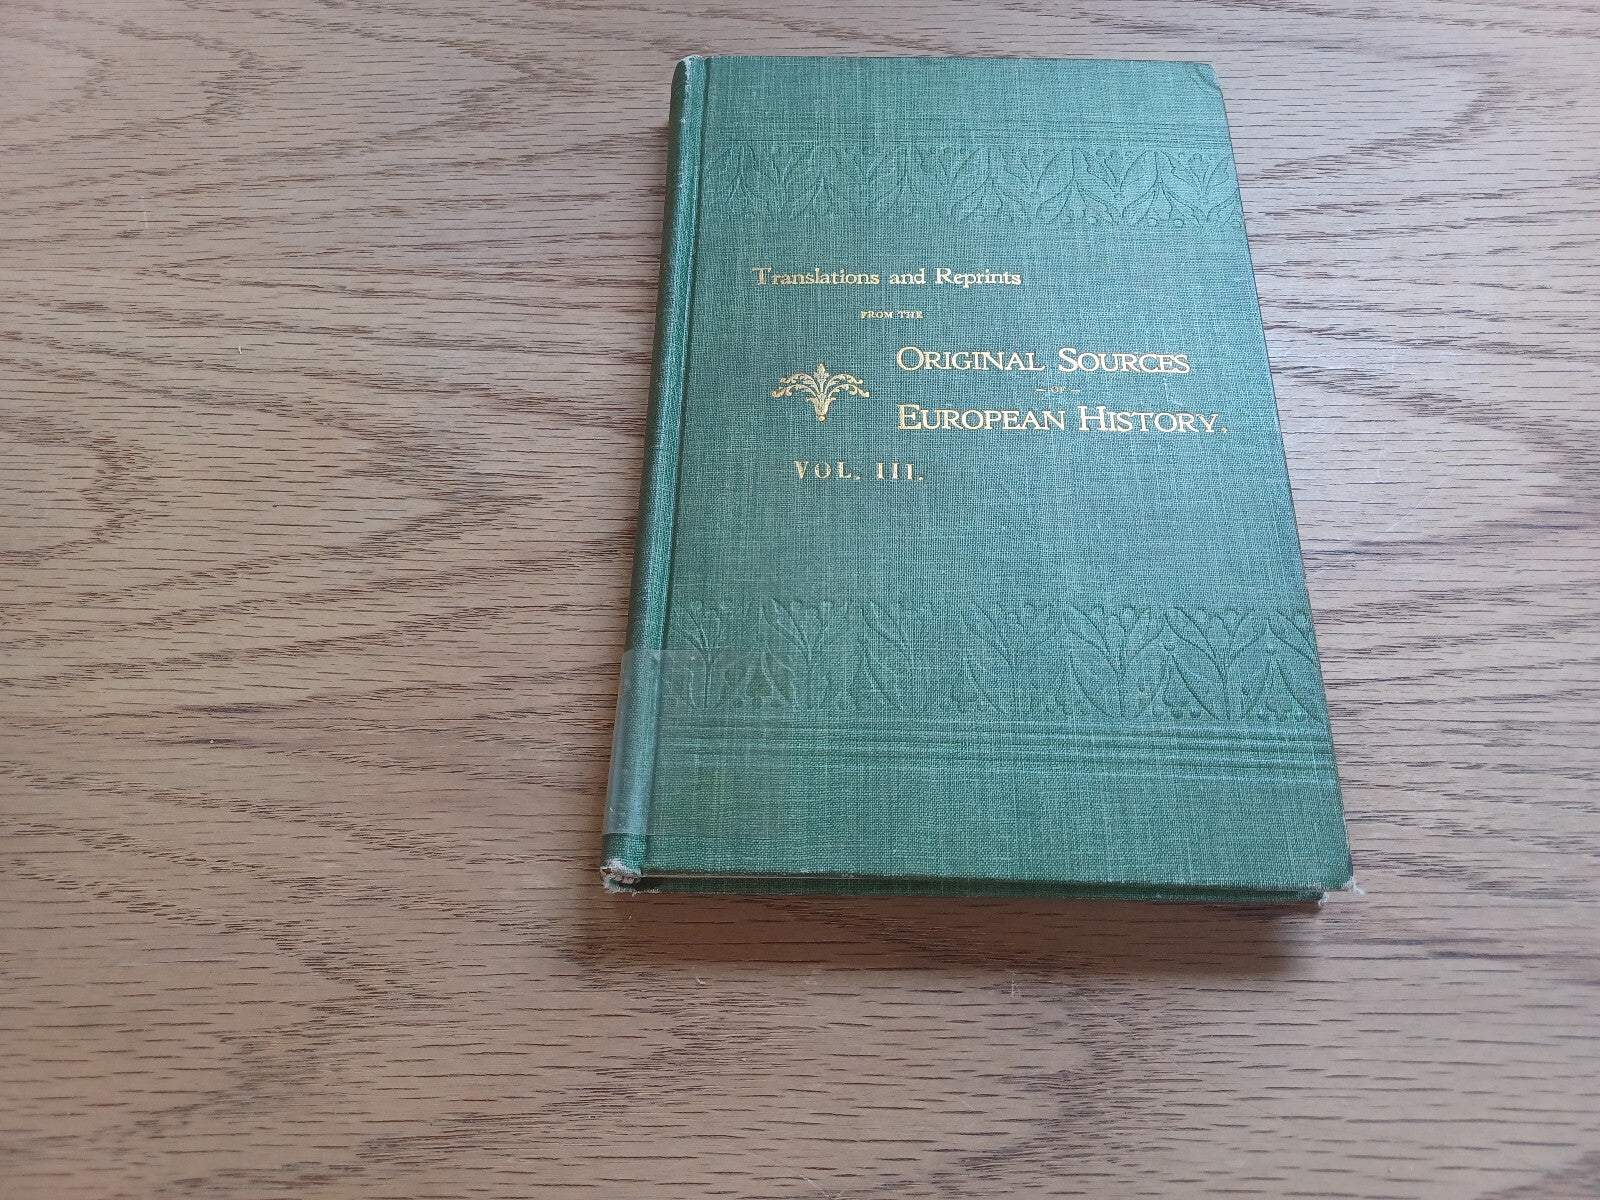 Translations and Reprints
FROM THE
ORIGINAL SOURCES
- OF -
EUROPEAN HISTORY.
VOL. III.